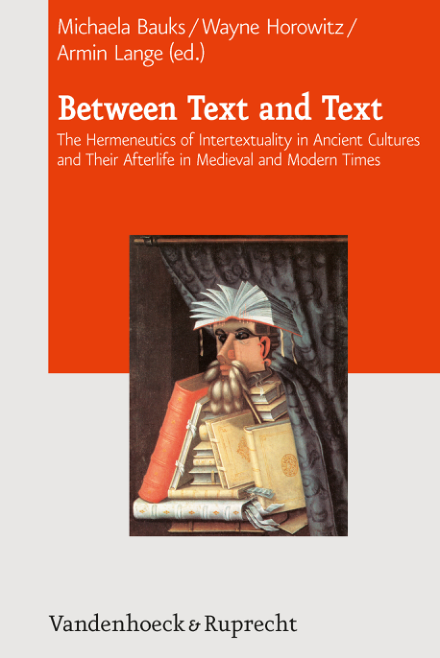 Michaela Bauks / Wayne Horowitz /
Armin Lange (ed.)
Between Text and Text
The Hermeneutics of Intertextuality in Ancient Cultures
and Their Afterlife in Medieval and Modern Times
Vandenhoeck & Ruprecht